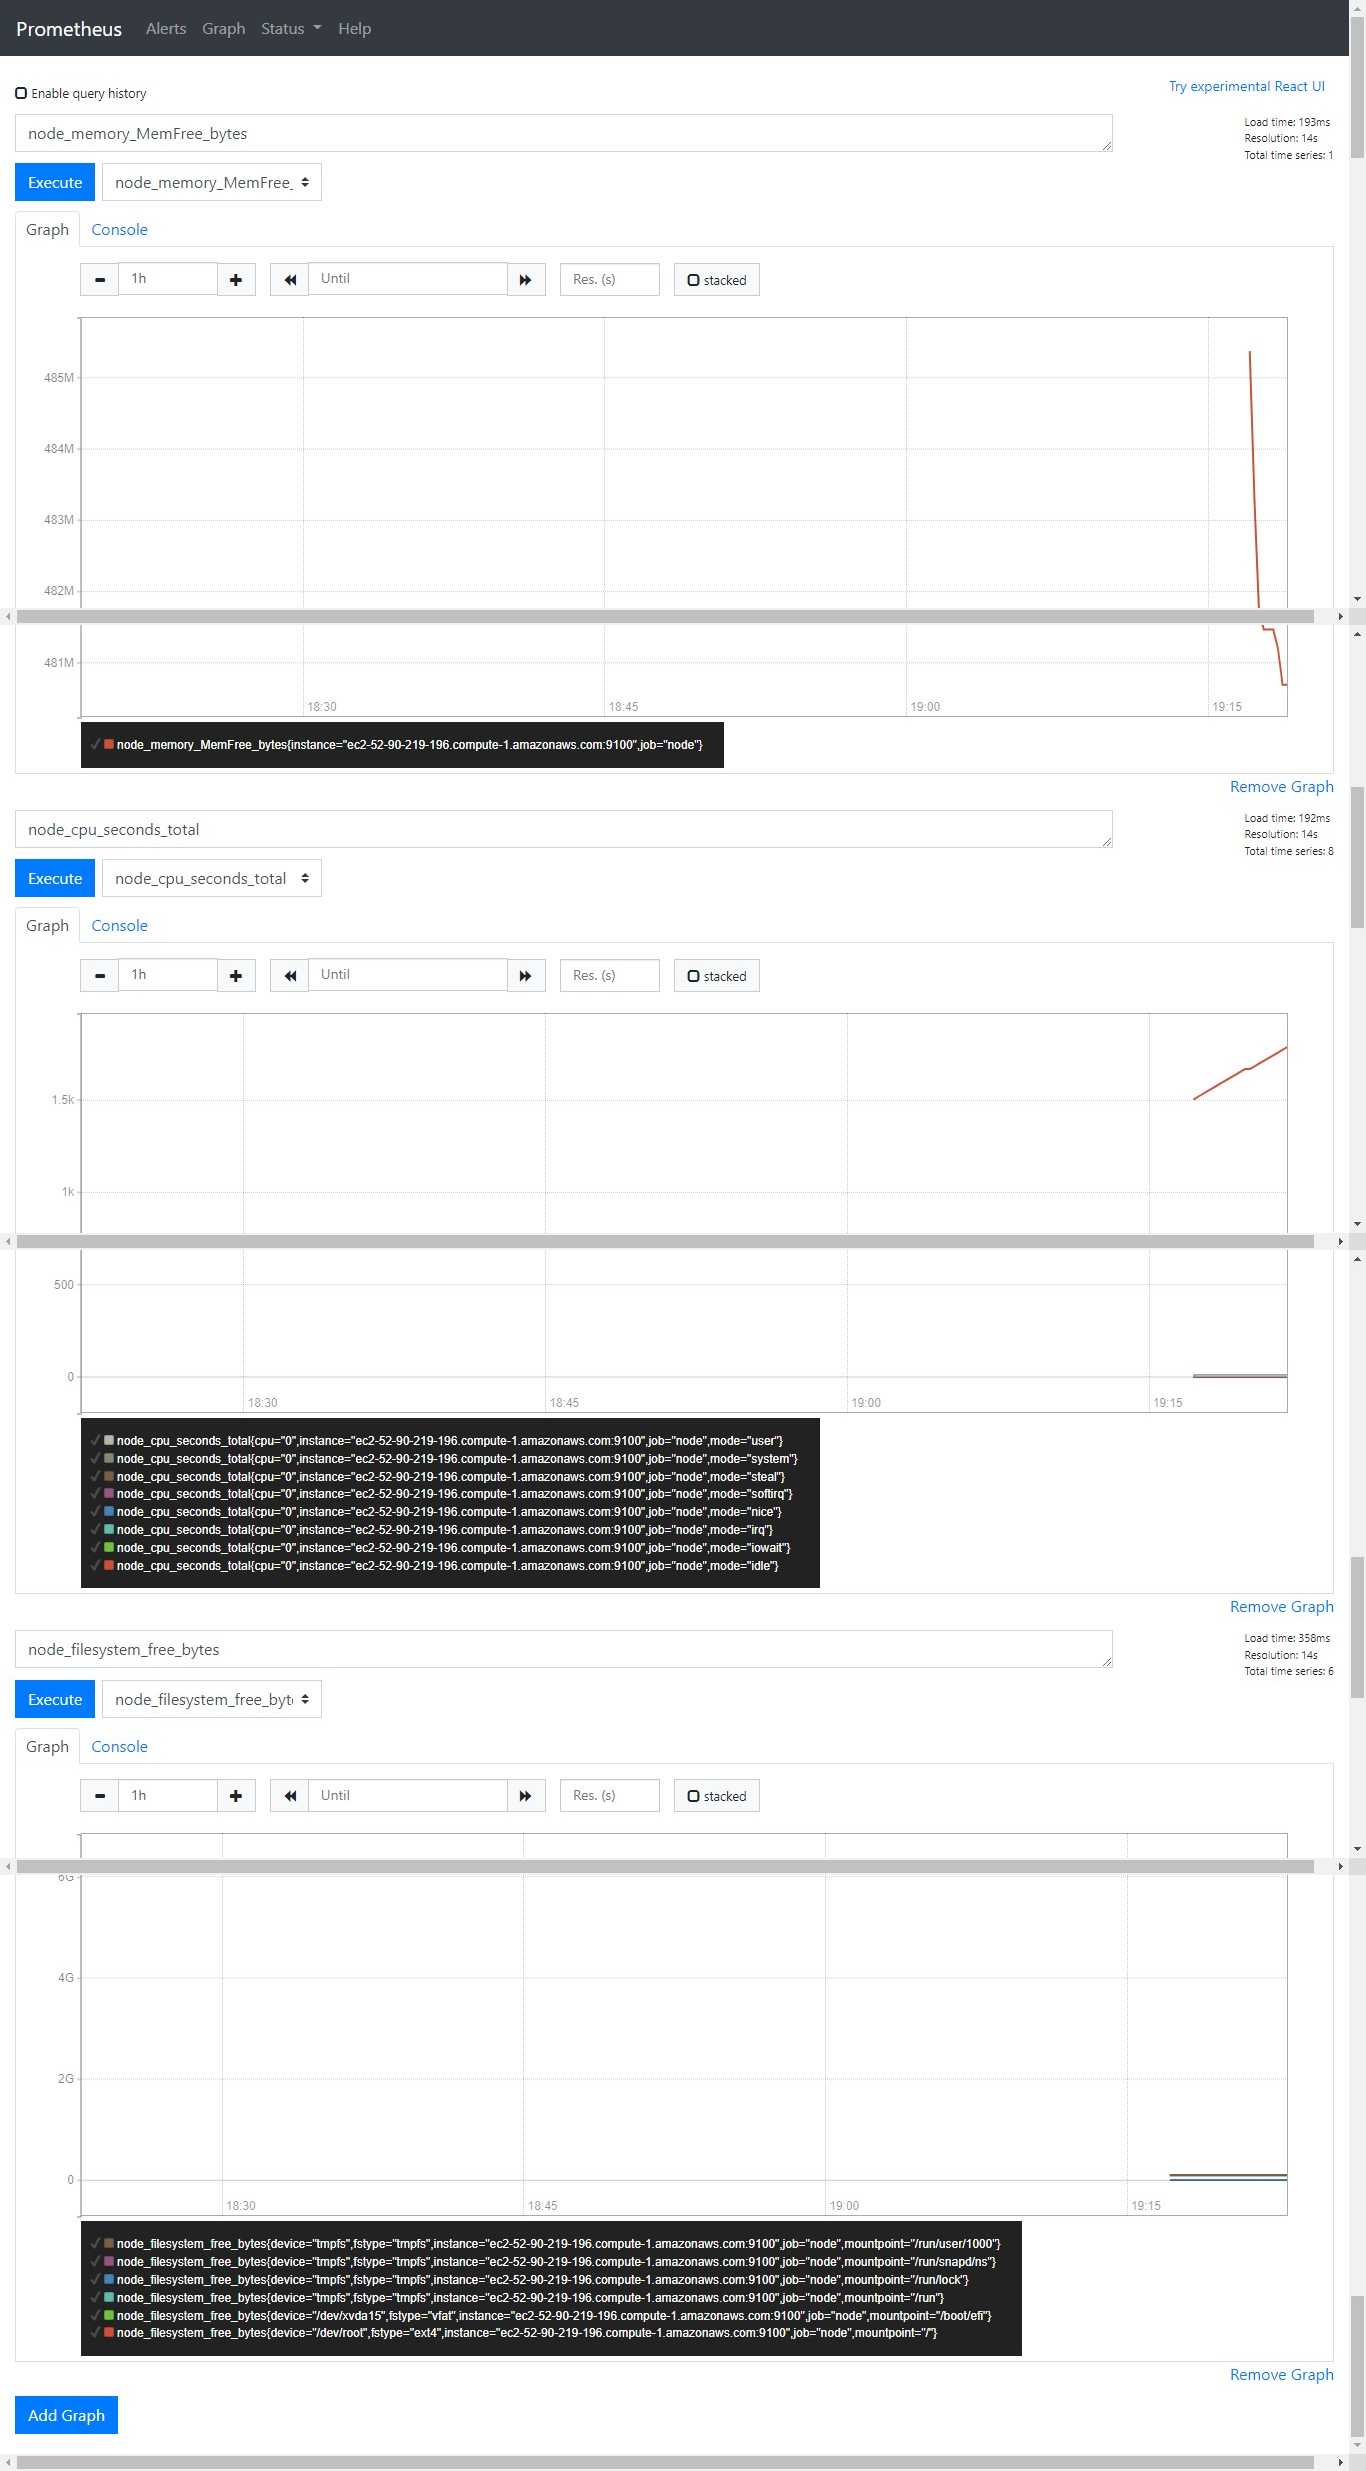 Prometheus Alerts Graph Status Help
Try experimental React UI
Enable query history
node_memory_MemFree_bytes
Load time: 193ms
Resolution: 14s
Total time series: 1
Execute node_memory_MemFree_
Graph Console
1h Until Res. (s) stacked
485M
484M
483M
482M
481M
18:30 18:45 19:00 19:15
node_memory_MemFree_bytes{instance="ec2-52-90-219-196.compute-1.amazonaws.com:9100",job="node"}
Remove Graph
node_cpu_seconds_total
Load time: 192ms
Resolution: 14s
Total time series: 8
Execute node_cpu_seconds_total
Graph Console
1h Until Res. (s) stacked
1.5k
1k
500
0
18:30 18:45 19:00 19:15
node_cpu_seconds_total{cpu="0",instance="ec2-52-90-219-196.compute-1.amazonaws.com:9100",job="node",mode="user"}
node_cpu_seconds_total{cpu="0",instance="ec2-52-90-219-196.compute-1.amazonaws.com:9100",job="node",mode="system"}
node_cpu_seconds_total{cpu="0",instance="ec2-52-90-219-196.compute-1.amazonaws.com:9100",job="node",mode="steal"}
node_cpu_seconds_total{cpu="0",instance="ec2-52-90-219-196.compute-1.amazonaws.com:9100",job="node",mode="softirq"}
node_cpu_seconds_total{cpu="0",instance="ec2-52-90-219-196.compute-1.amazonaws.com:9100",job="node",mode="nice"}
node_cpu_seconds_total{cpu="0",instance="ec2-52-90-219-196.compute-1.amazonaws.com:9100",job="node",mode="irq"}
node_cpu_seconds_total{cpu="0",instance="ec2-52-90-219-196.compute-1.amazonaws.com:9100",job="node",mode="iowait"}
node_cpu_seconds_total{cpu="0",instance="ec2-52-90-219-196.compute-1.amazonaws.com:9100",job="node",mode="idle"}
Remove Graph
node_filesystem_free_bytes
Load time: 358ms
Resolution: 14s
Total time series: 6
Execute node_filesystem_free_byt
Graph Console
1h Until Res. (s) stacked
6G
4G
2G
0
18:30 18:45 19:00 19:15
node_filesystem_free_bytes{device="tmpfs",fstype="tmpfs",instance="ec2-52-90-219-196.compute-1.amazonaws.com:9100",job="node",mountpoint="/run/user/1000"}
node_filesystem_free_bytes{device="tmpfs",fstype="tmpfs",instance="ec2-52-90-219-196.compute-1.amazonaws.com:9100",job="node",mountpoint="/run/snapd/ns"}
node_filesystem_free_bytes{device="tmpfs",fstype="tmpfs",instance="ec2-52-90-219-196.compute-1.amazonaws.com:9100",job="node",mountpoint="/run/lock"}
node_filesystem_free_bytes{device="tmpfs",fstype="tmpfs",instance="ec2-52-90-219-196.compute-1.amazonaws.com:9100",job="node",mountpoint="/run"}
node_filesystem_free_bytes{device="/dev/xvda15",fstype="vfat",instance="ec2-52-90-219-196.compute-1.amazonaws.com:9100",job="node",mountpoint="/boot/efi"}
node_filesystem_free_bytes{device="/dev/root",fstype="ext4",instance="ec2-52-90-219-196.compute-1.amazonaws.com:9100",job="node",mountpoint="/"}
Remove Graph
Add Graph